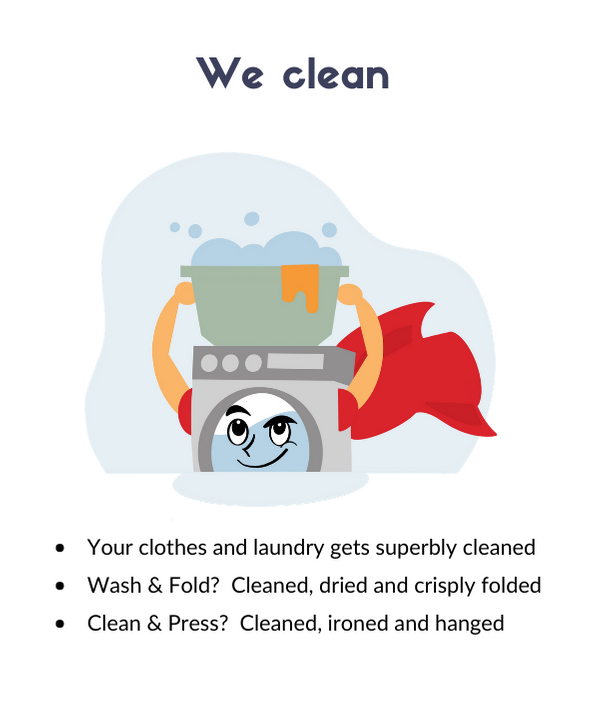 We clean
• Your clothes and laundry gets superbly cleaned
• Wash & Fold?  Cleaned, dried and crisply folded
• Clean & Press?  Cleaned, ironed and hanged